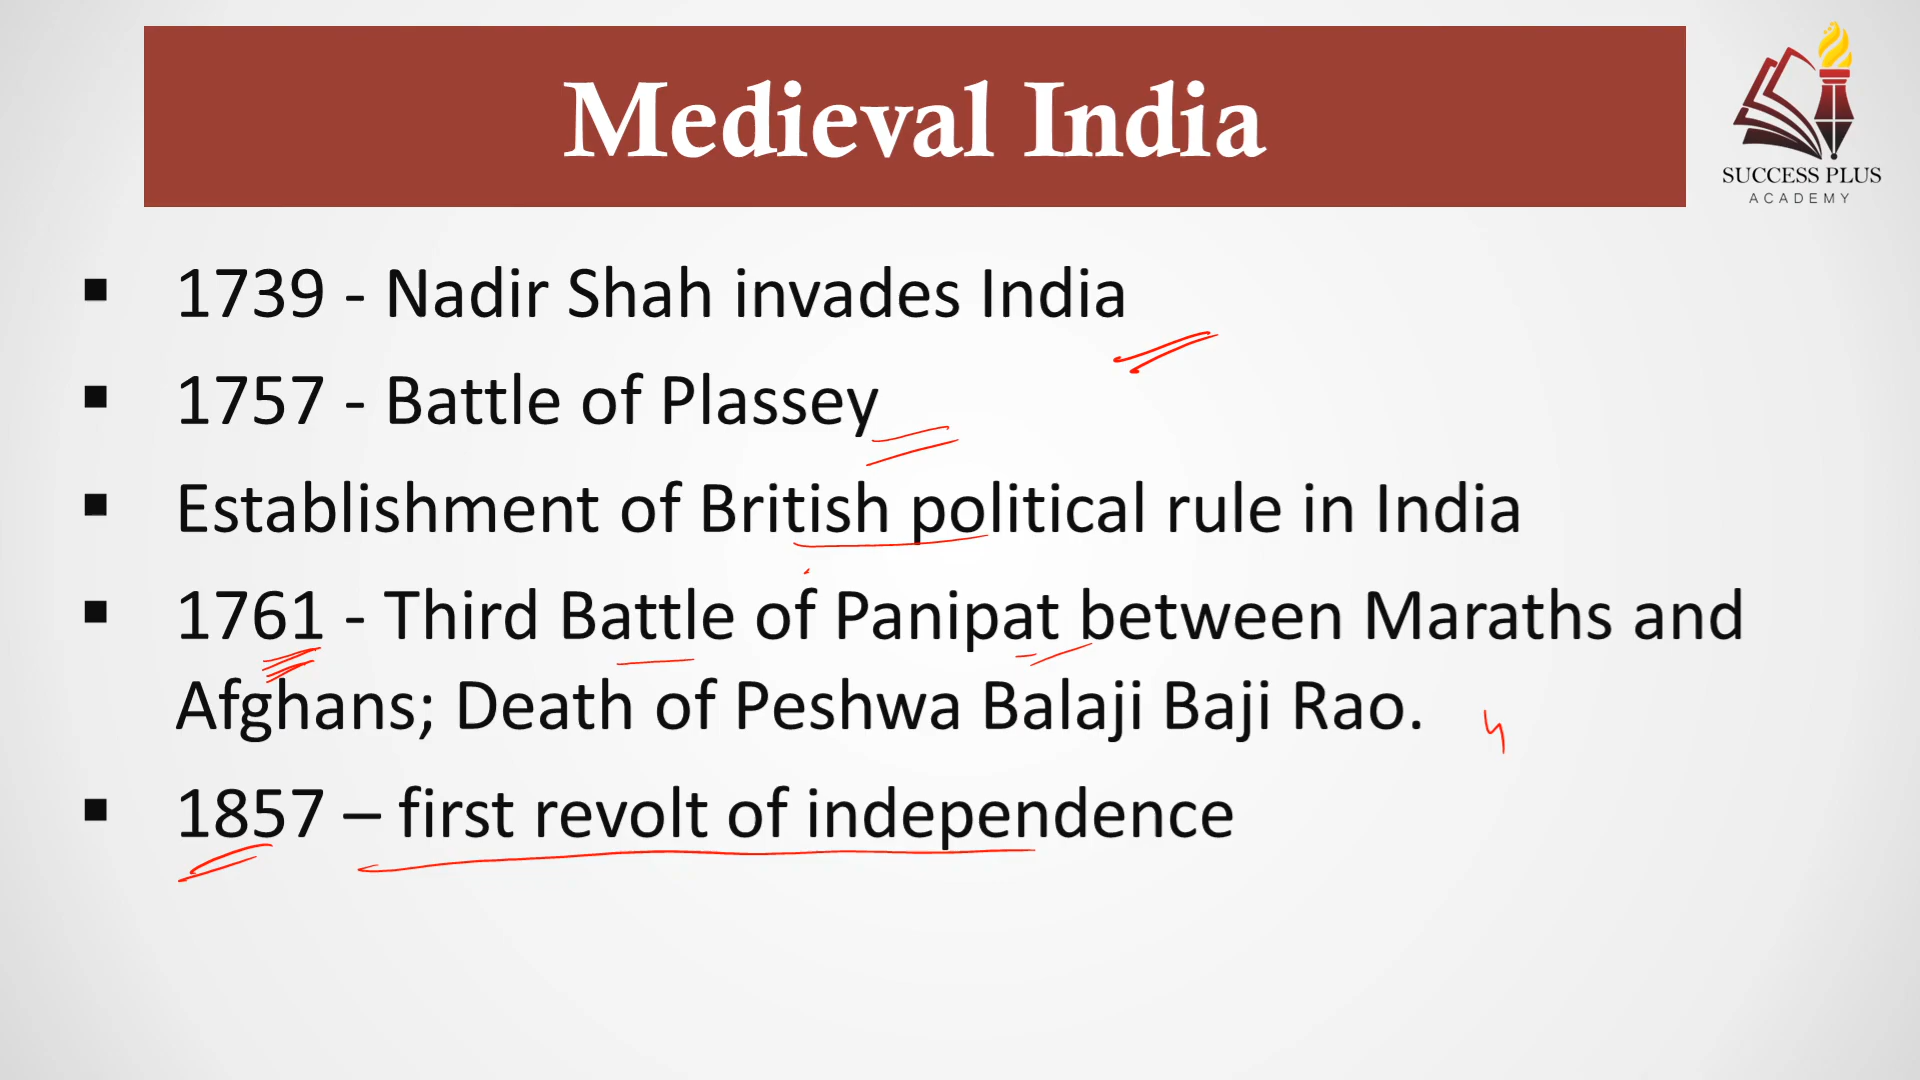 Medieval India
SUCCESS PLUS
ACADEMY
▪ 1739 - Nadir Shah invades India
▪ 1757 - Battle of Plassey
▪ Establishment of British political rule in India
▪ 1761 - Third Battle of Panipat between Maraths and
Afghans; Death of Peshwa Balaji Baji Rao.
▪ 1857 – first revolt of independence